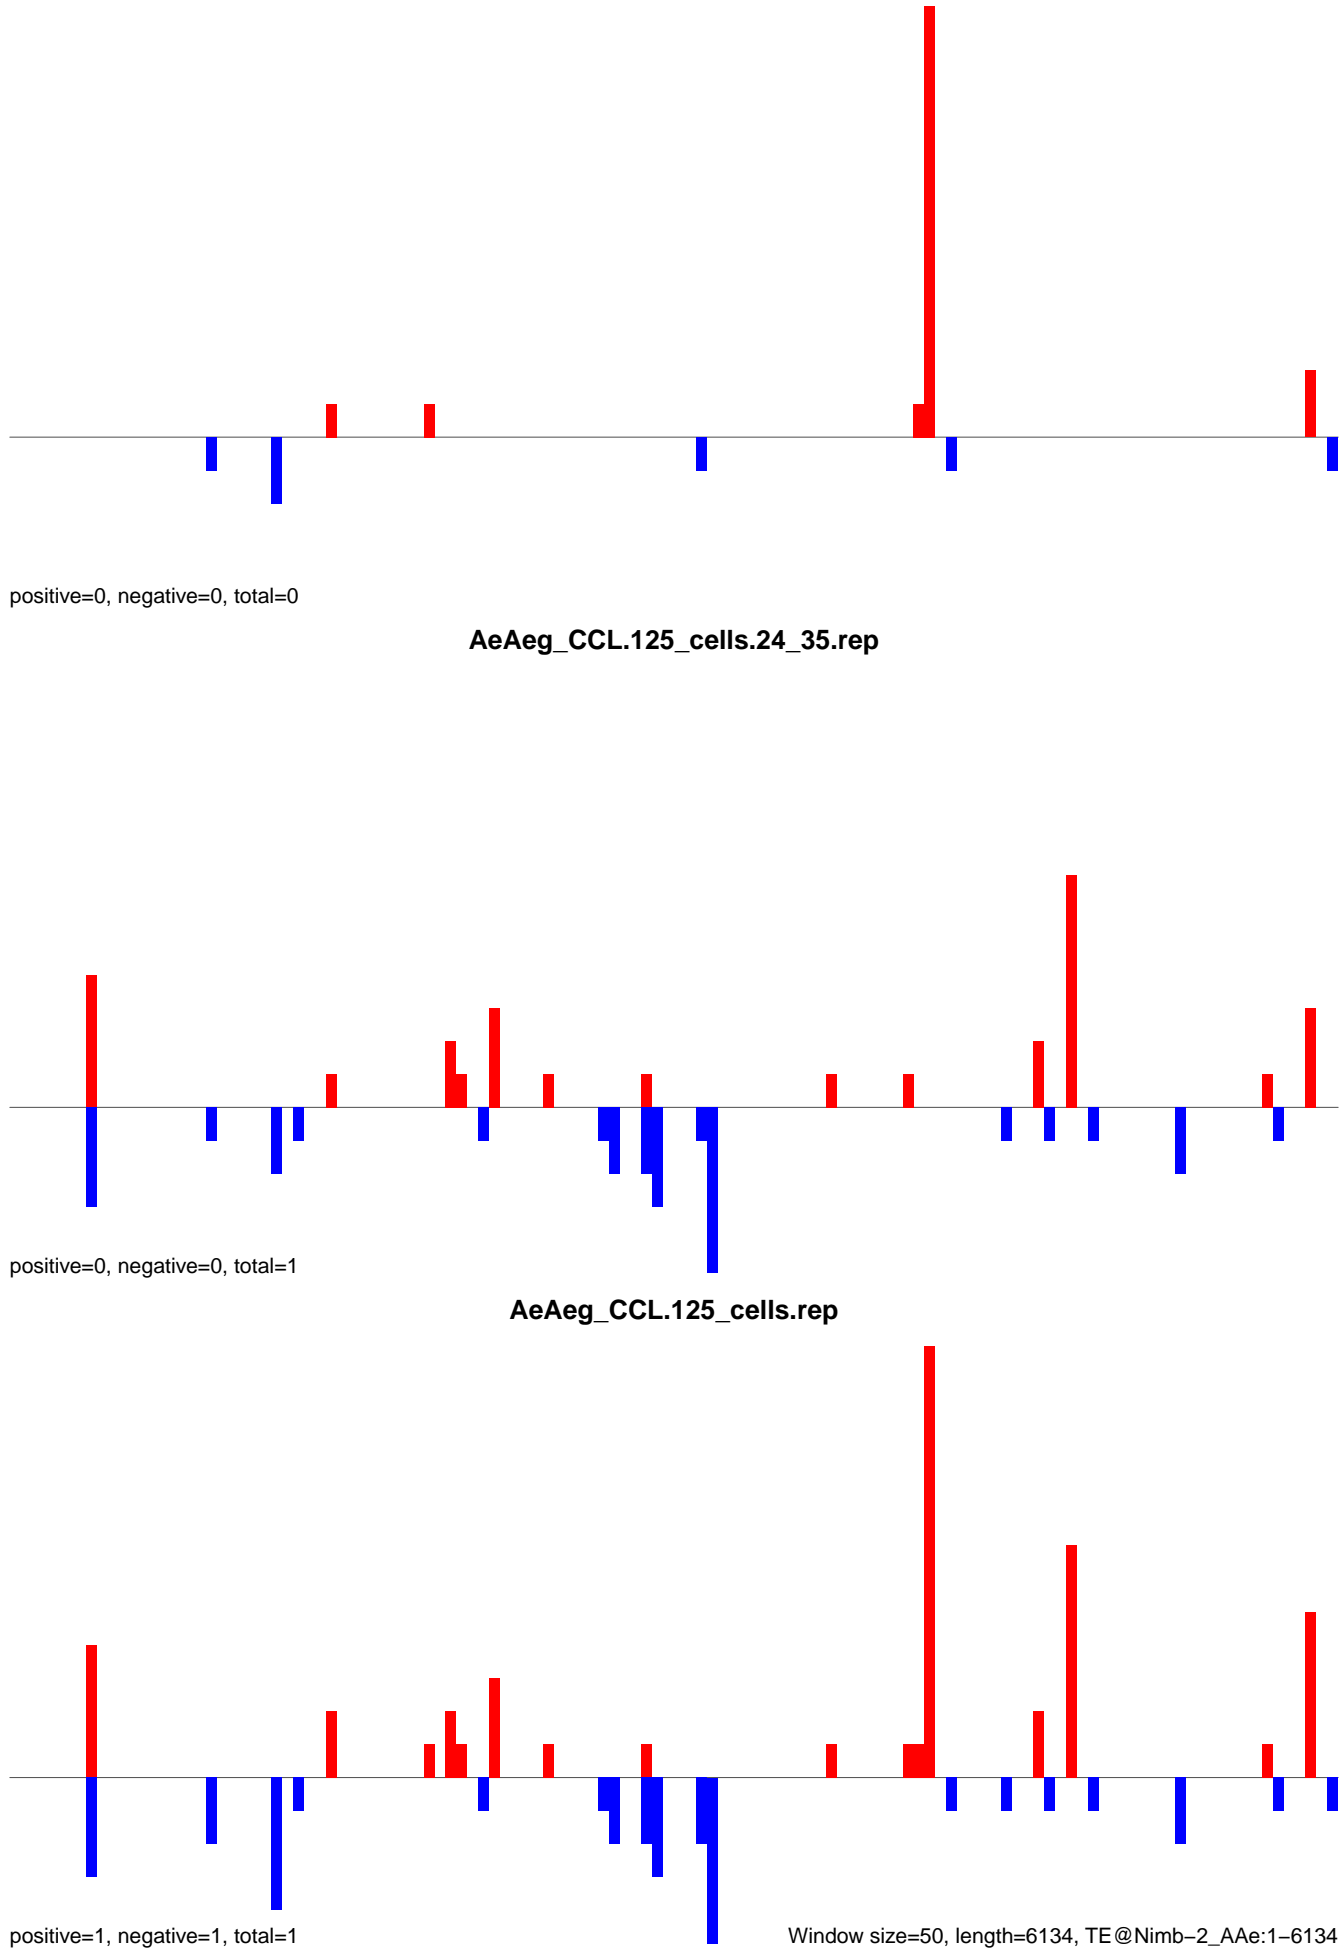 positive=0, negative=0, total=0
AeAeg_CCL.125_cells.24_35.rep
positive=0, negative=0, total=1
AeAeg_CCL.125_cells.rep
positive=1, negative=1, total=1
Window size=50, length=6134, TE@Nimb−2_AAe:1−6134